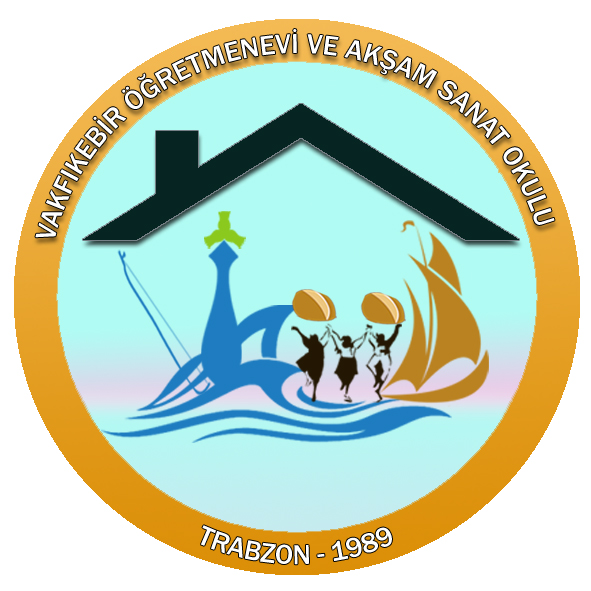 VAKFIKEBİR ÖĞRETMENEVİ VE AKŞAM SANAT OKULU
TRABZON - 1989